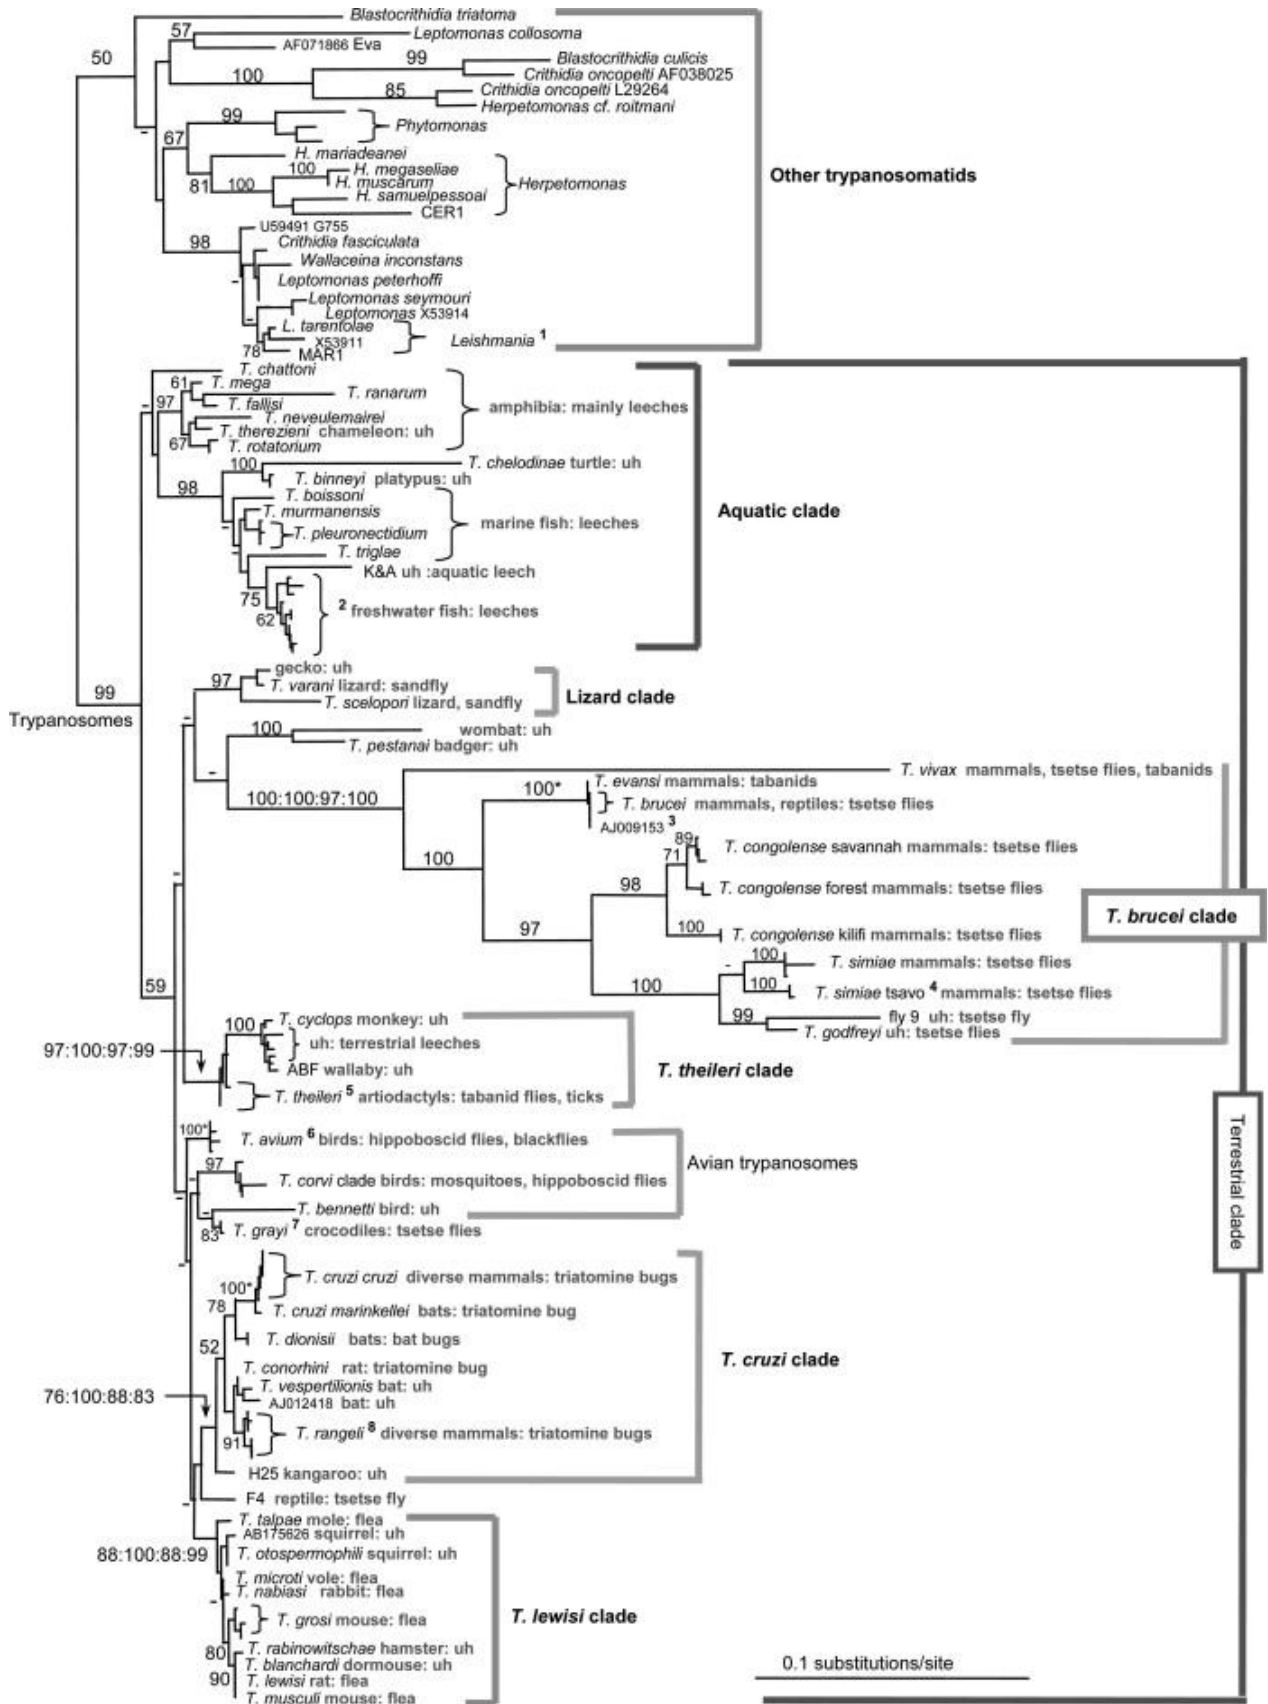 Blastocrithidia triatoma
57
Leptomonas collosoma
AF071866 Eva
50
99
Blastocrithidia culicis
Crithidia oncopelti AF038025
100
85
Crithidia oncopelti L29264
Herpetomonas cf. roitmani
99
Phytomonas
-
67
H. mariadeanei
100
H. megaseliae
Other trypanosomatids
81
100
H. muscarum
Herpetomonas
H. samuelpessoai
CER1
U59491 G755
98
Crithidia fasciculata
Wallaceina inconstans
-
Leptomonas peterhoffi
Leptomonas seymouri
Leptomonas X53914
-
L. tarentolae
X53911
Leishmania 1
78
MAR1
T. chattoni
61
T. mega
-
T. ranarum
97
T. fallisi
amphibia: mainly leeches
T. neveulemairei
T. therezieni chameleon: uh
67
T. rotatorium
100
T. chelodinae turtle: uh
T. binneyi platypus: uh
98
T. boissoni
T. murmanensis
Aquatic clade
-
T. pleuronectidium
marine fish: leeches
-
T. triglae
K&A uh :aquatic leech
75
62
2 freshwater fish: leeches
gecko: uh
97
T. varani lizard: sandfly
Lizard clade
99
T. scelopori lizard, sandfly
Trypanosomes
-
100
wombat: uh
T. pestanai badger: uh
-
T. vivax mammals, tsetse flies, tabanids
T. evansi mammals: tabanids
100:100:97:100
100*
T. brucei mammals, reptiles: tsetse flies
AJ009153 3
89
T. congolense savannah mammals: tsetse flies
100
71
-
98
T. congolense forest mammals: tsetse flies
T. brucei clade
97
100
T. congolense kilifi mammals: tsetse flies
-
100
T. simiae mammals: tsetse flies
59
100
100
T. simiae tsavo 4 mammals: tsetse flies
99
fly 9 uh: tsetse fly
T. godfreyi uh: tsetse flies
100
T. cyclops monkey: uh
97:100:97:99
uh: terrestrial leeches
ABF wallaby: uh
T. theileri clade
T. theileri 5 artiodactyls: tabanid flies, ticks
Terrestrial clade
100*
T. avium 6 birds: hippoboscid flies, blackflies
97
Avian trypanosomes
-
-
T. corvi clade birds: mosquitoes, hippoboscid flies
-
T. bennetti bird: uh
83
T. grayi 7 crocodiles: tsetse flies
-
T. cruzi cruzi diverse mammals: triatomine bugs
100*
78
T. cruzi marinkellei bats: triatomine bug
T. dionisii bats: bat bugs
52
T. cruzi clade
T. conorhini rat: triatomine bug
T. vespertilionis bat: uh
76:100:88:83
AJ012418 bat: uh
T. rangeli 8 diverse mammals: triatomine bugs
91
H25 kangaroo: uh
-
F4 reptile: tsetse fly
T. talpae mole: flea
AB175626 squirrel: uh
88:100:88:99
T. otospermophili squirrel: uh
T. microti vole: flea
T. nabiasi rabbit: flea
-
T. grosi mouse: flea
T. lewisi clade
80
T. rabinowitschae hamster: uh
T. blanchardi dormouse: uh
90
T. lewisi rat: flea
T. musculi mouse: flea
0.1 substitutions/site